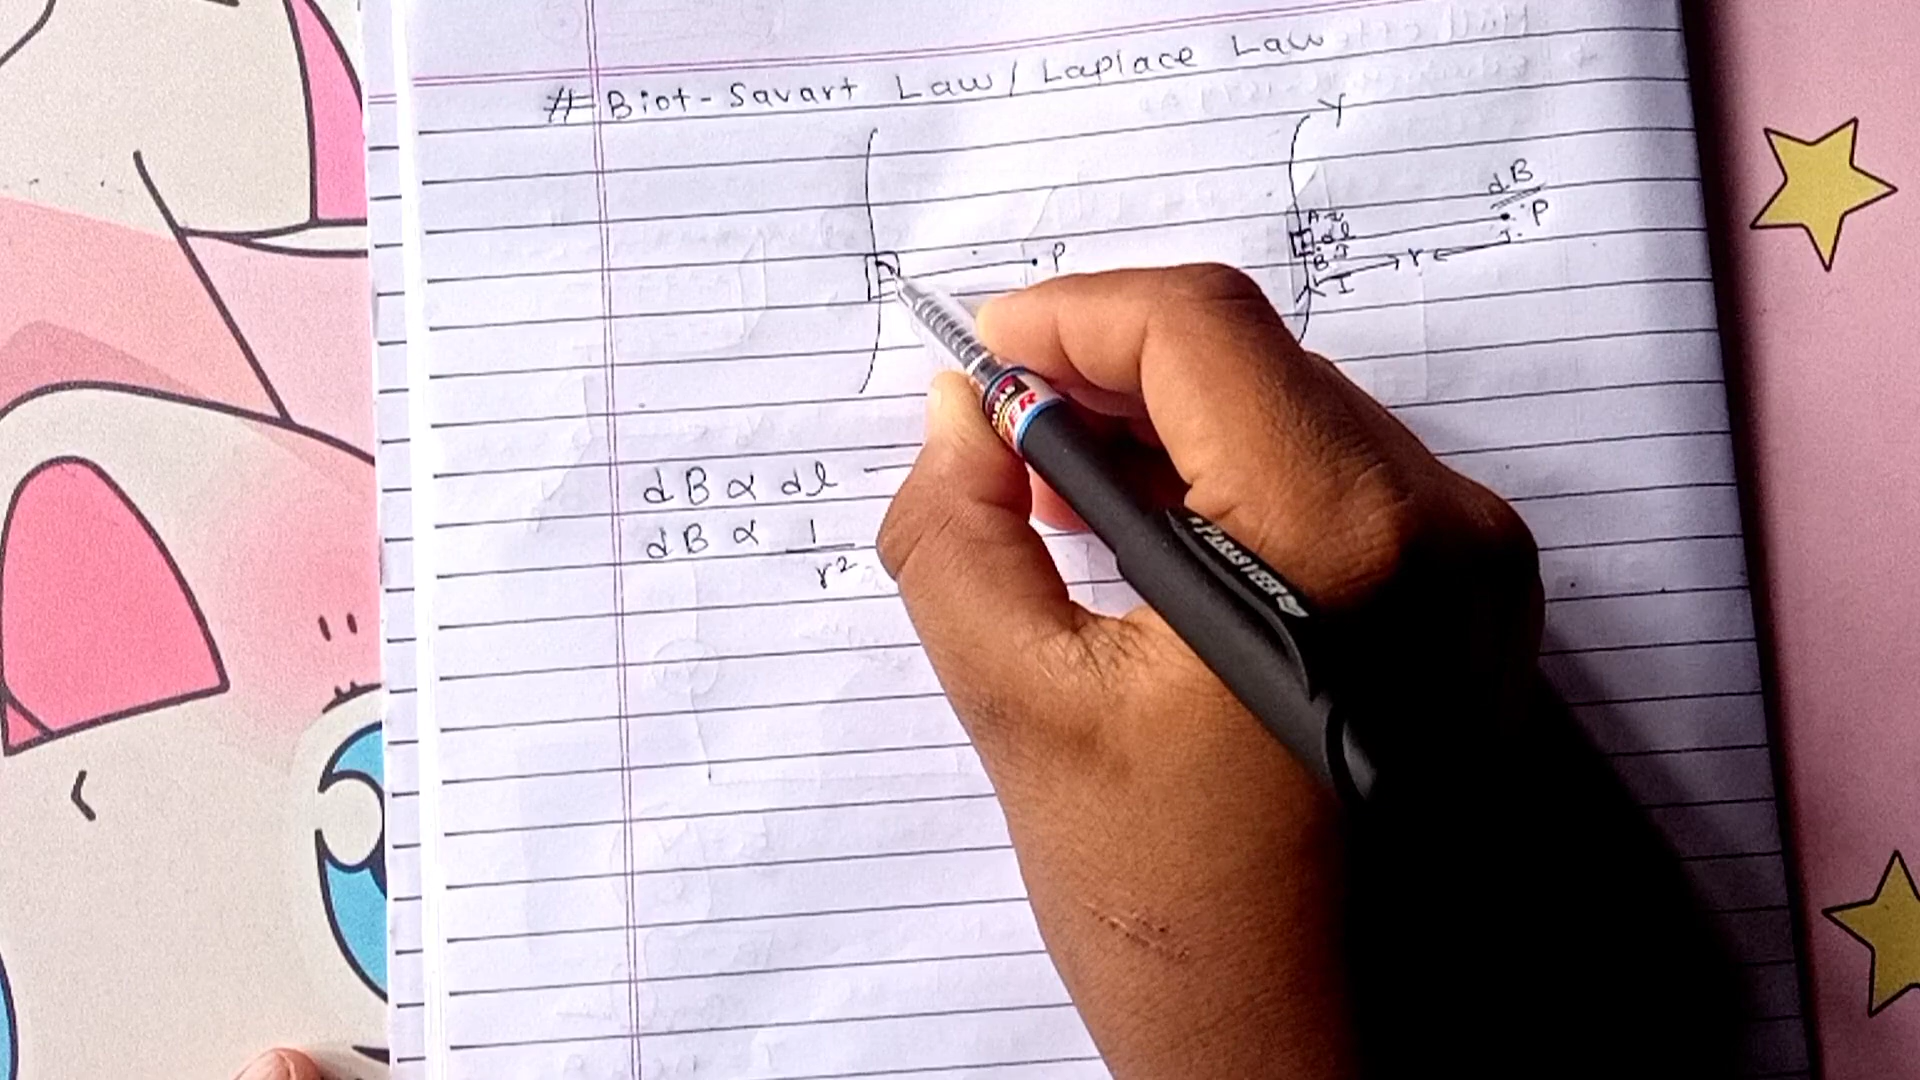 # Biot-Savart Law / Laplace Law
Y
dB
P
A
dl
B
r
I
P
dB ∝ dl
dB ∝ 1/r²